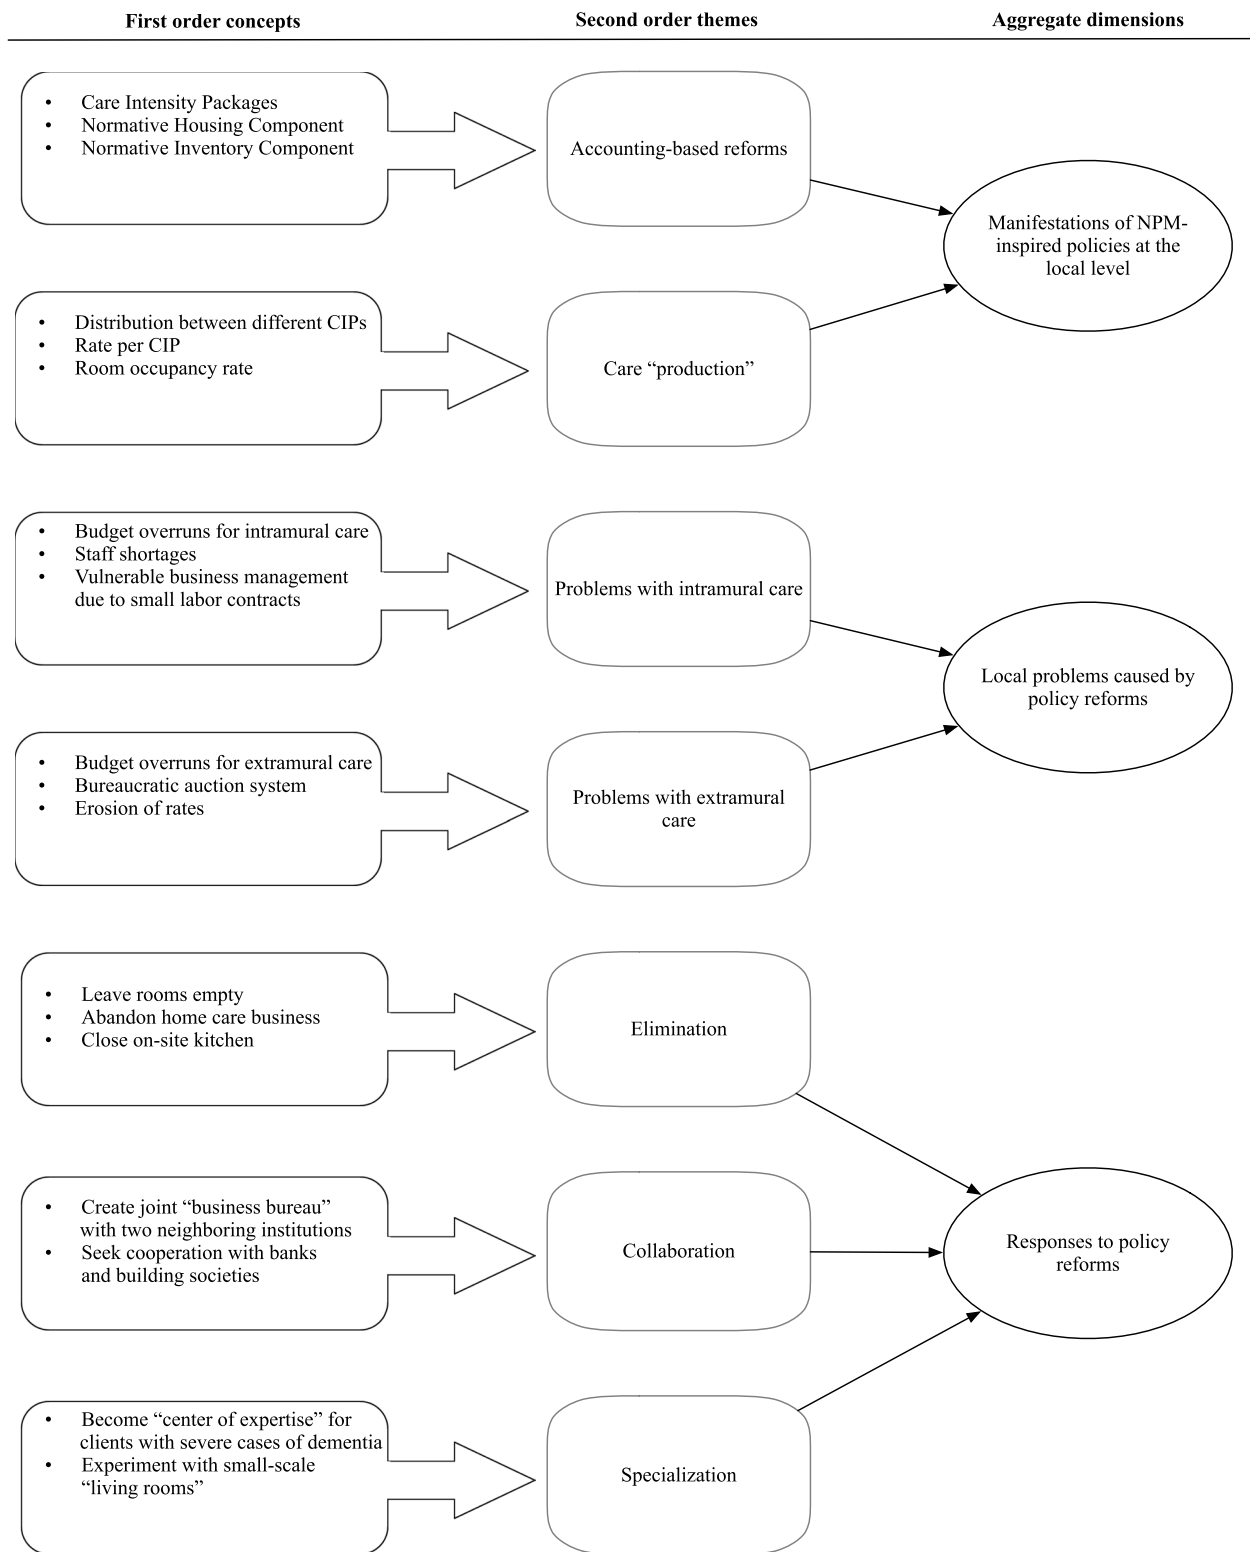 First order concepts
Second order themes
Aggregate dimensions
• Care Intensity Packages
• Normative Housing Component
• Normative Inventory Component
Accounting-based reforms
Manifestations of NPM-
inspired policies at the
local level
• Distribution between different CIPs
• Rate per CIP
• Room occupancy rate
Care “production”
• Budget overruns for intramural care
• Staff shortages
• Vulnerable business management
due to small labor contracts
Problems with intramural care
Local problems caused by
policy reforms
• Budget overruns for extramural care
• Bureaucratic auction system
• Erosion of rates
Problems with extramural
care
• Leave rooms empty
• Abandon home care business
• Close on-site kitchen
Elimination
• Create joint “business bureau”
with two neighboring institutions
• Seek cooperation with banks
and building societies
Collaboration
Responses to policy
reforms
• Become “center of expertise” for
clients with severe cases of dementia
• Experiment with small-scale
“living rooms”
Specialization